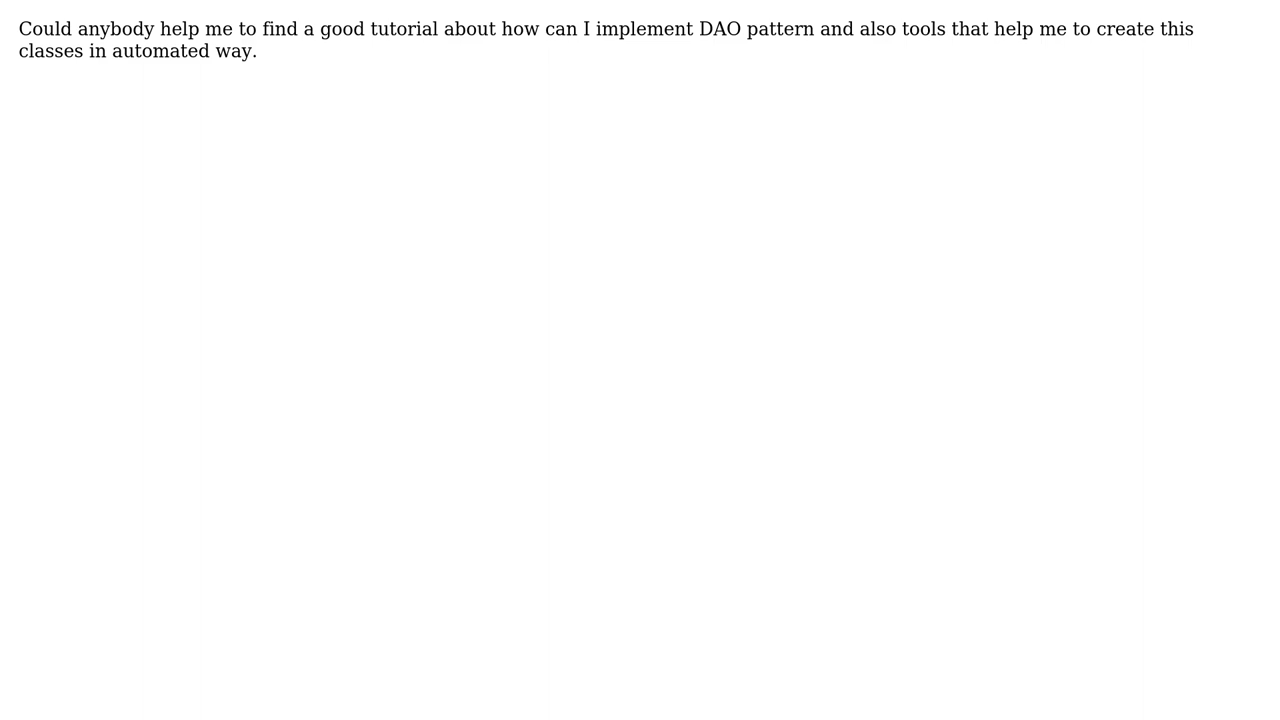 Could anybody help me to find a good tutorial about how can I implement DAO pattern and also tools that help me to create this
classes in automated way.